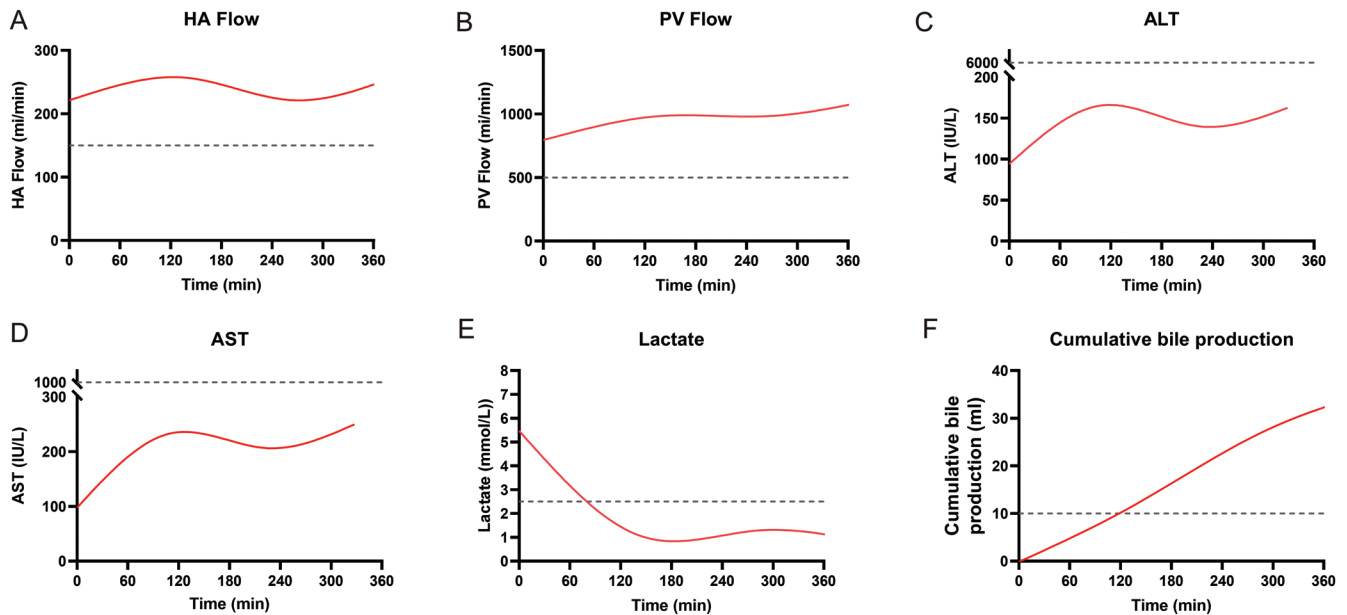 A
HA Flow
HA Flow (mi/min)
300
200
100
0
0 60 120 180 240 300 360
Time (min)
B
PV Flow
PV Flow (mi/min)
1500
1000
500
0
0 60 120 180 240 300 360
Time (min)
C
ALT
ALT (IU/L)
6000
200
150
100
50
0
0 60 120 180 240 300 360
Time (min)
D
AST
AST (IU/L)
1000
300
200
100
0
0 60 120 180 240 300 360
Time (min)
E
Lactate
Lactate (mmol/L))
8
7
6
5
4
3
2
1
0
0 60 120 180 240 300 360
Time (min)
F
Cumulative bile production
Cumulative bile
production (ml)
40
30
20
10
0
0 60 120 180 240 300 360
Time (min)